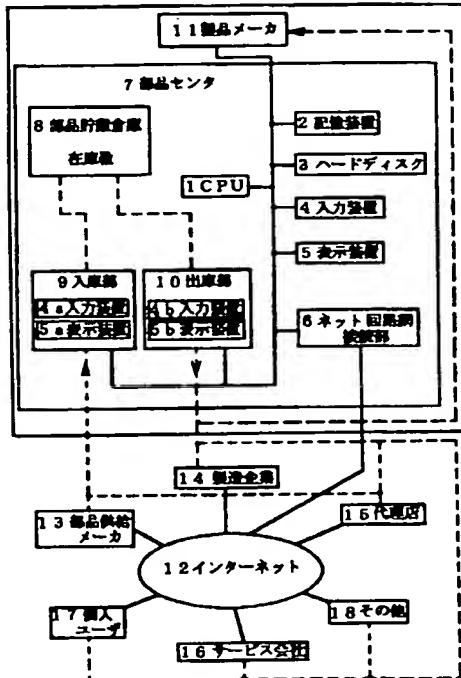 11製品メーカ
7 部品センタ
8 部品貯蔵倉庫
在庫数
2 記憶装置
3 ハードディスク
1CPU
4 入力装置
5 表示装置
9入庫部
4a入力装置
5a表示装置
10出庫部
4b入力装置
5b表示装置
6ネット回路網
接続部
14 製造企業
13部品供給
メーカ
15代理店
12インターネット
17個人
ユーザ
18その他
16サービス会社